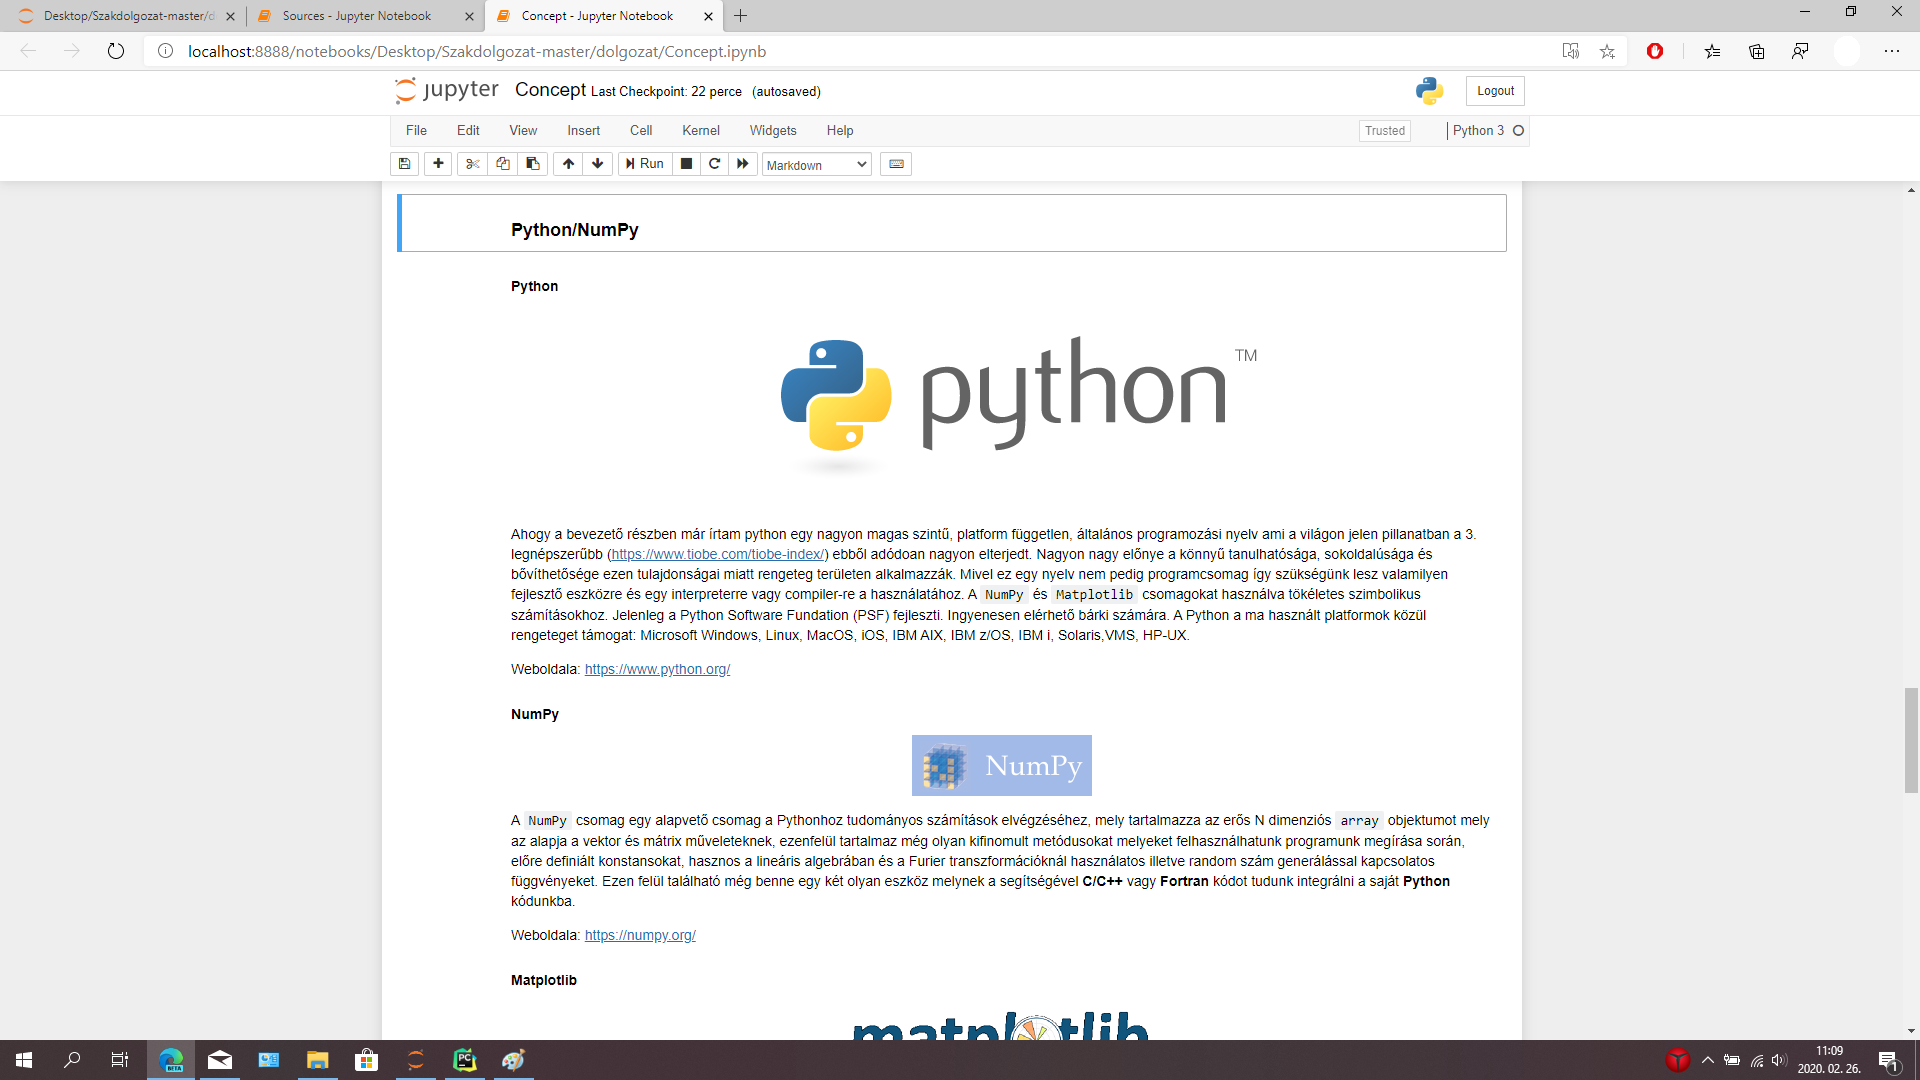 Desktop/Szakdolgozat-master/d
Sources - Jupyter Notebook
Concept - Jupyter Notebook
localhost:8888/notebooks/Desktop/Szakdolgozat-master/dolgozat/Concept.ipynb
jupyter Concept Last Checkpoint: 22 perce (autosaved)
Logout
File Edit View Insert Cell Kernel Widgets Help
Trusted
Python 3
Run
Markdown
Python/NumPy
Python
python TM
Ahogy a bevezető részben már írtam python egy nagyon magas szintű, platform független, általános programozási nyelv ami a világon jelen pillanatban a 3.
legnépszerűbb (https://www.tiobe.com/tiobe-index/) ebből adódoan nagyon elterjedt. Nagyon nagy előnye a könnyű tanulhatósága, sokoldalúsága és
bővíthetősége ezen tulajdonságai miatt rengeteg területen alkalmazzák. Mivel ez egy nyelv nem pedig programcsomag így szükségünk lesz valamilyen
fejlesztő eszközre és egy interpreterre vagy compiler-re a használatához. A NumPy és Matplotlib csomagokat használva tökéletes szimbolikus
számításokhoz. Jelenleg a Python Software Fundation (PSF) fejleszti. Ingyenesen elérhető bárki számára. A Python a ma használt platformok közül
rengeteget támogat: Microsoft Windows, Linux, MacOS, iOS, IBM AIX, IBM z/OS, IBM i, Solaris,VMS, HP-UX.
Weboldala: https://www.python.org/
NumPy
NumPy
A NumPy csomag egy alapvető csomag a Pythonhoz tudományos számítások elvégzéséhez, mely tartalmazza az erős N dimenziós array objektumot mely
az alapja a vektor és mátrix műveleteknek, ezenfelül tartalmaz még olyan kifinomult metódusokat melyeket felhasználhatunk programunk megírása során,
előre definiált konstansokat, hasznos a lineáris algebrában és a Furier transzformációknál használatos illetve random szám generálással kapcsolatos
függvényeket. Ezen felül található még benne egy két olyan eszköz melynek a segítségével C/C++ vagy Fortran kódot tudunk integrálni a saját Python
kódunkba.
Weboldala: https://numpy.org/
Matplotlib
matplotlib
BETA
PC
11:09
2020. 02. 26.
1